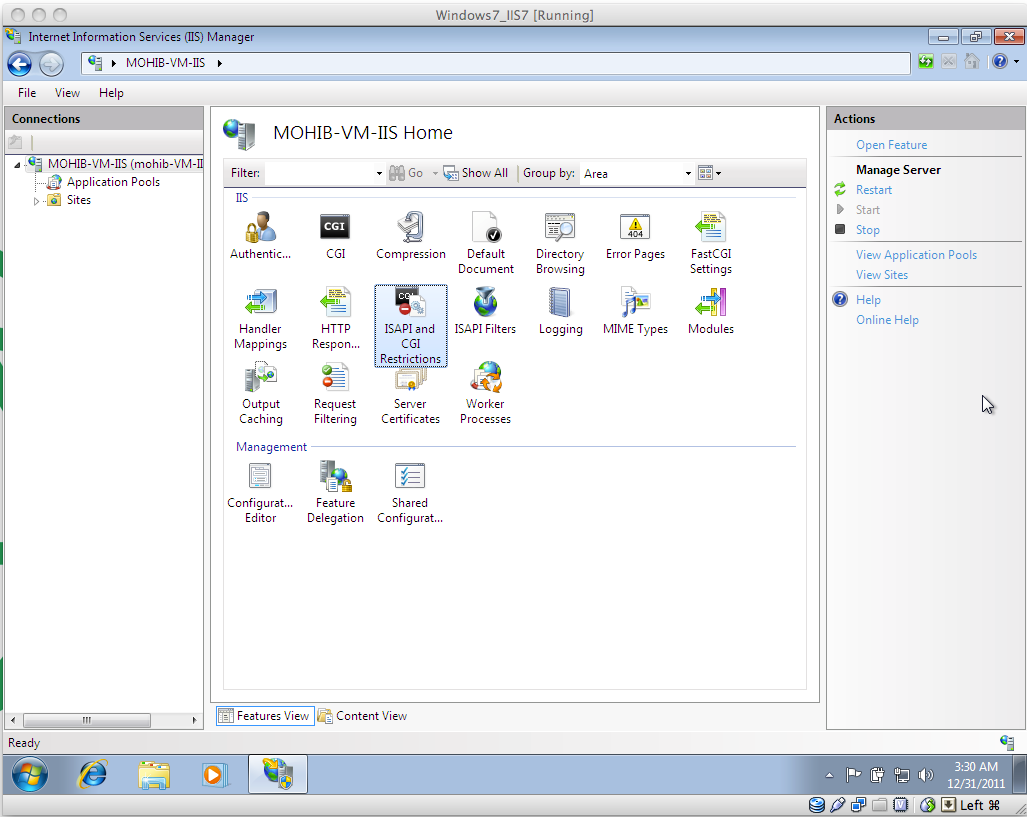 Windows7_IIS7 [Running]
Internet Information Services (IIS) Manager
MOHIB-VM-IIS
File View Help
Connections
MOHIB-VM-IIS (mohib-VM-II
Application Pools
Sites
MOHIB-VM-IIS Home
Filter: Go Show All Group by: Area
IIS
Authentic...
CGI
Compression
Default
Document
Directory
Browsing
Error Pages
FastCGI
Settings
Handler
Mappings
HTTP
Respon...
ISAPI and
CGI
Restrictions
ISAPI Filters
Logging
MIME Types
Modules
Output
Caching
Request
Filtering
Server
Certificates
Worker
Processes
Management
Configurat...
Editor
Feature
Delegation
Shared
Configurat...
Features View
Content View
Actions
Open Feature
Manage Server
Restart
Start
Stop
View Application Pools
View Sites
Help
Online Help
Ready
3:30 AM
12/31/2011
Left ⌘